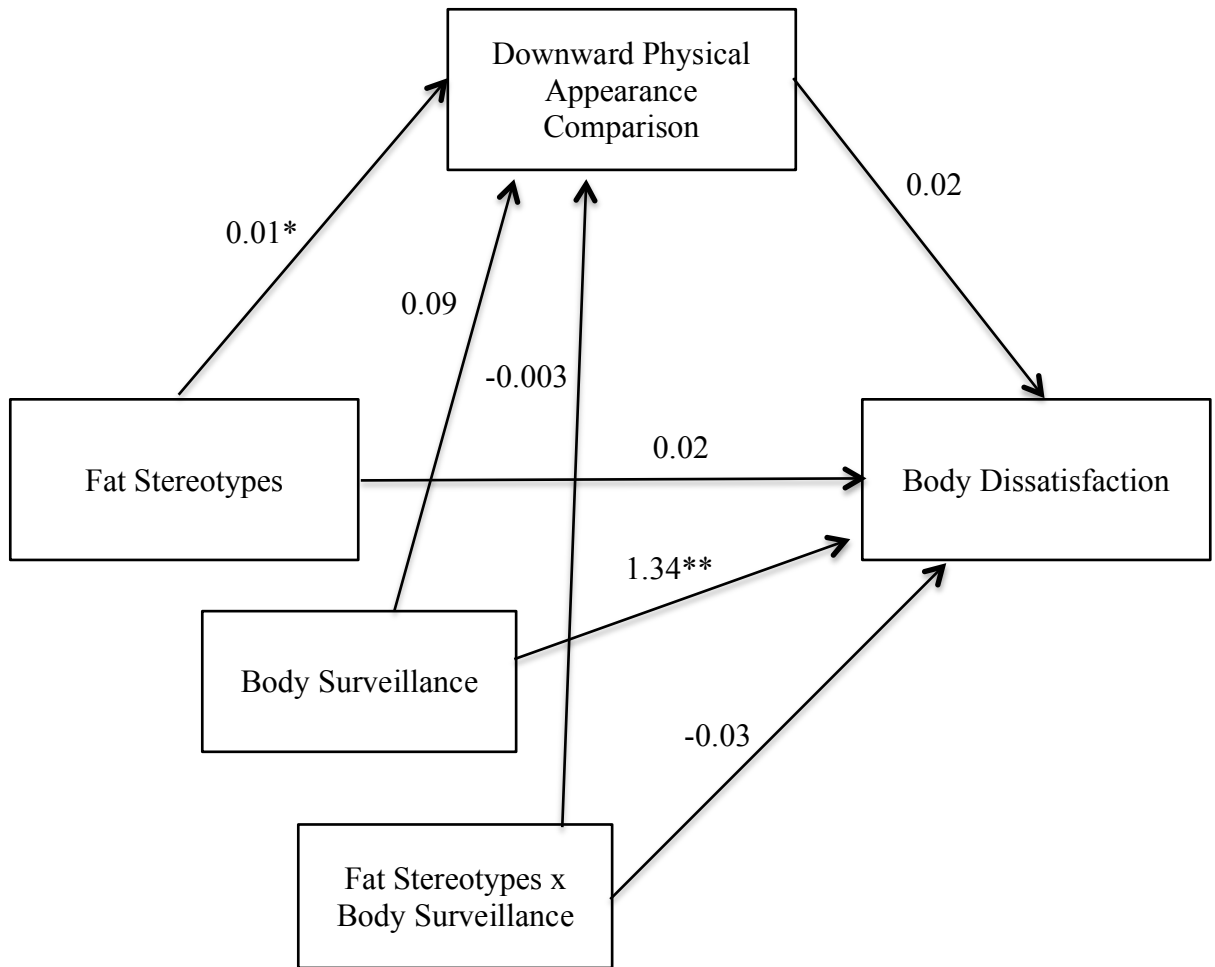 Downward Physical
Appearance
Comparison
0.01*
0.02
0.09
-0.003
Fat Stereotypes
0.02
Body Dissatisfaction
1.34**
Body Surveillance
-0.03
Fat Stereotypes x
Body Surveillance